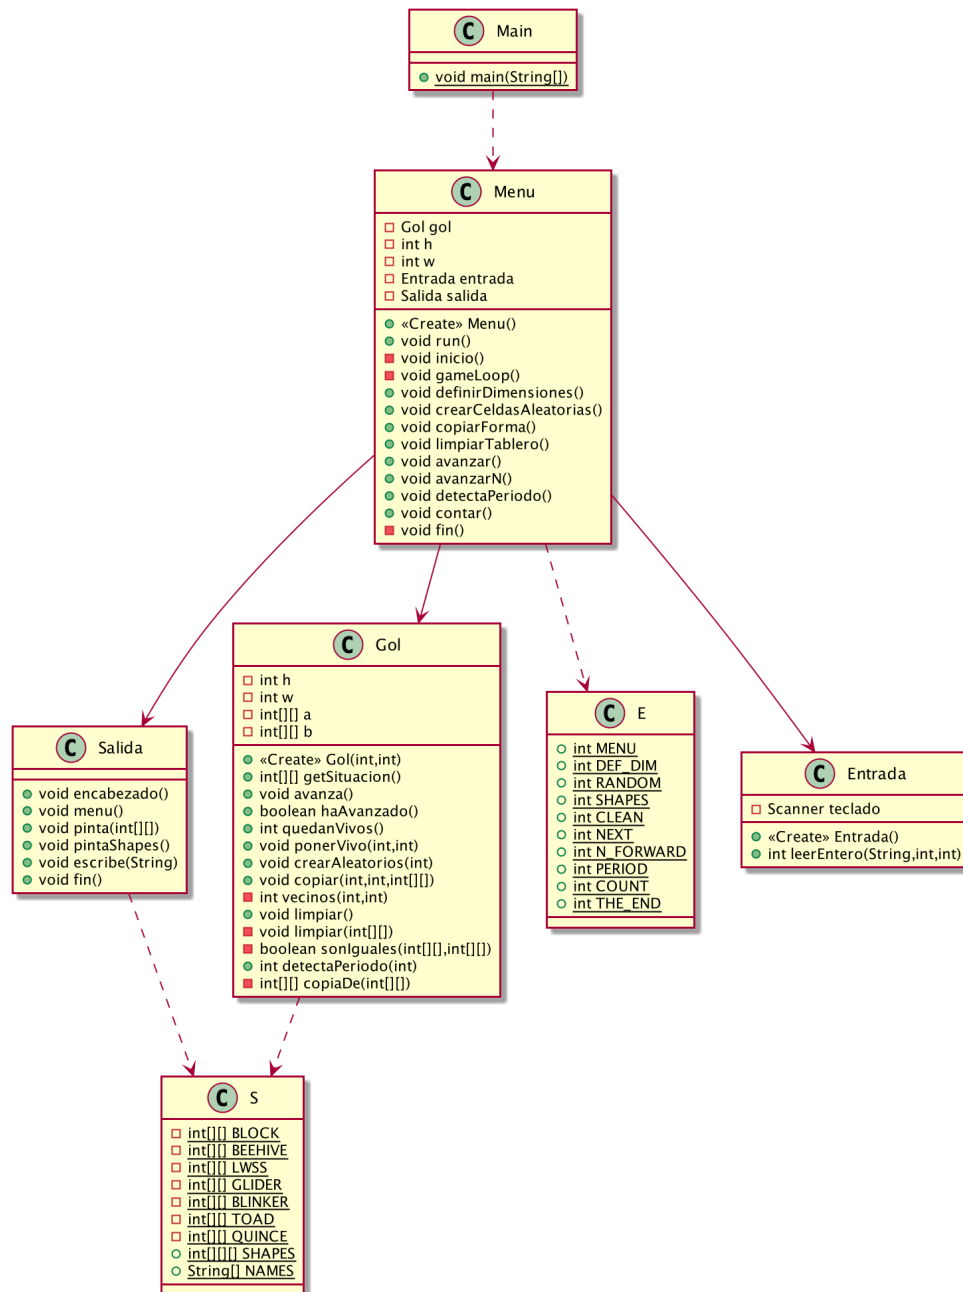 C Main
void main(String[])
C Menu
Gol gol
int h
int w
Entrada entrada
Salida salida
«Create» Menu()
void run()
void inicio()
void gameLoop()
void definirDimensiones()
void crearCeldasAleatorias()
void copiarForma()
void limpiarTablero()
void avanzar()
void avanzarN()
void detectaPeriodo()
void contar()
void fin()
C Salida
void encabezado()
void menu()
void pinta(int[][])
void pintaShapes()
void escribe(String)
void fin()
C Gol
int h
int w
int[][] a
int[][] b
«Create» Gol(int,int)
int[][] getSituacion()
void avanza()
boolean haAvanzado()
int quedanVivos()
void ponerVivo(int,int)
void crearAleatorios(int)
void copiar(int,int,int[][])
int vecinos(int,int)
void limpiar()
void limpiar(int[][])
boolean sonIguales(int[][],int[][])
int detectaPeriodo(int)
int[][] copiaDe(int[][])
C E
int MENU
int DEF_DIM
int RANDOM
int SHAPES
int CLEAN
int NEXT
int N_FORWARD
int PERIOD
int COUNT
int THE_END
C Entrada
Scanner teclado
«Create» Entrada()
int leerEntero(String,int,int)
C S
int[][] BLOCK
int[][] BEEHIVE
int[][] LWSS
int[][] GLIDER
int[][] BLINKER
int[][] TOAD
int[][] QUINCE
int[][][] SHAPES
String[] NAMES